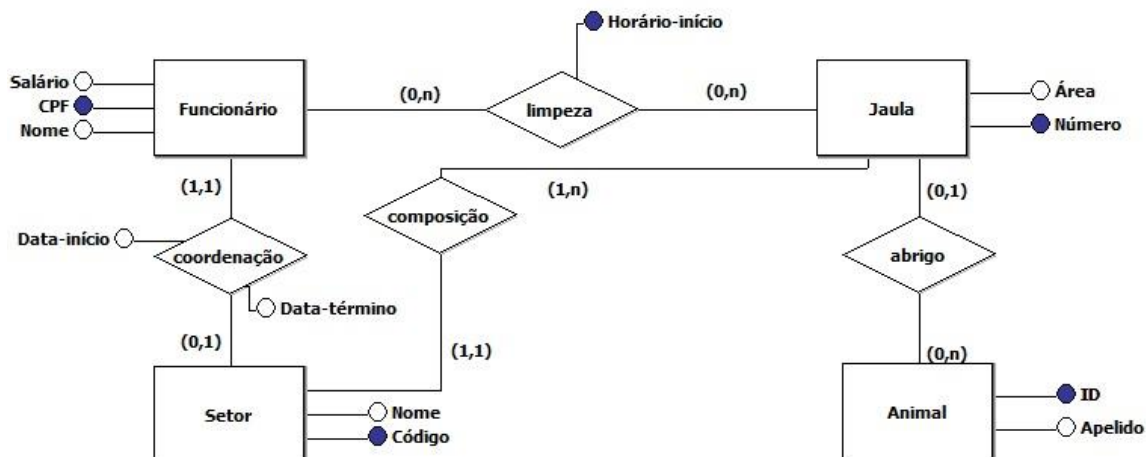 Horário-início
Salário
CPF
Nome
Funcionário
(0,n)
limpeza
(0,n)
Jaula
Área
Número
(1,1)
(1,n)
(0,1)
Data-início
coordenação
composição
abrigo
Data-término
(0,1)
(1,1)
(0,n)
Setor
Nome
Código
Animal
ID
Apelido